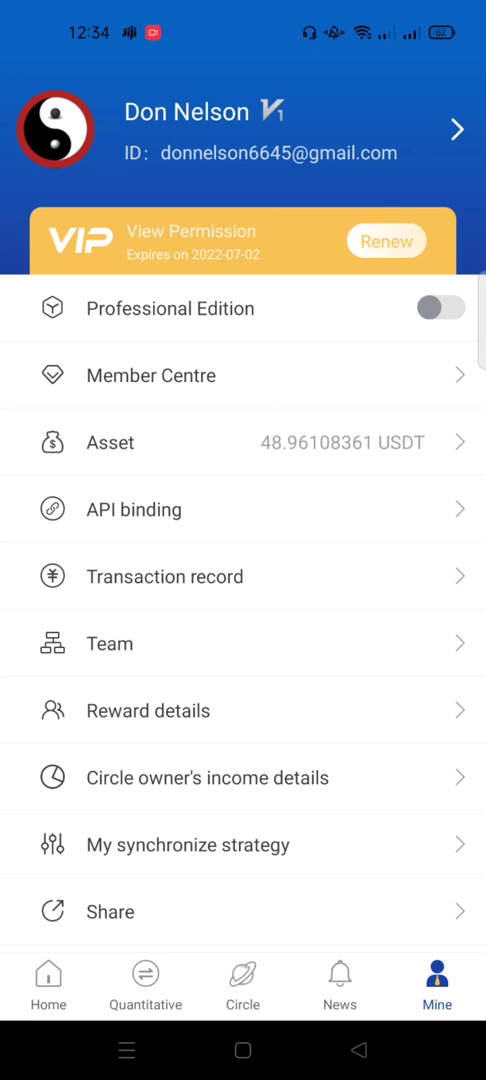 12:34 Jiji 62
Don Nelson V1
ID: donnelson6645@gmail.com
VIP View Permission
Expires on 2022-07-02
Renew
Professional Edition
Member Centre
Asset 48.96108361 USDT
API binding
Transaction record
Team
Reward details
Circle owner's income details
My synchronize strategy
Share
Home Quantitative Circle News Mine